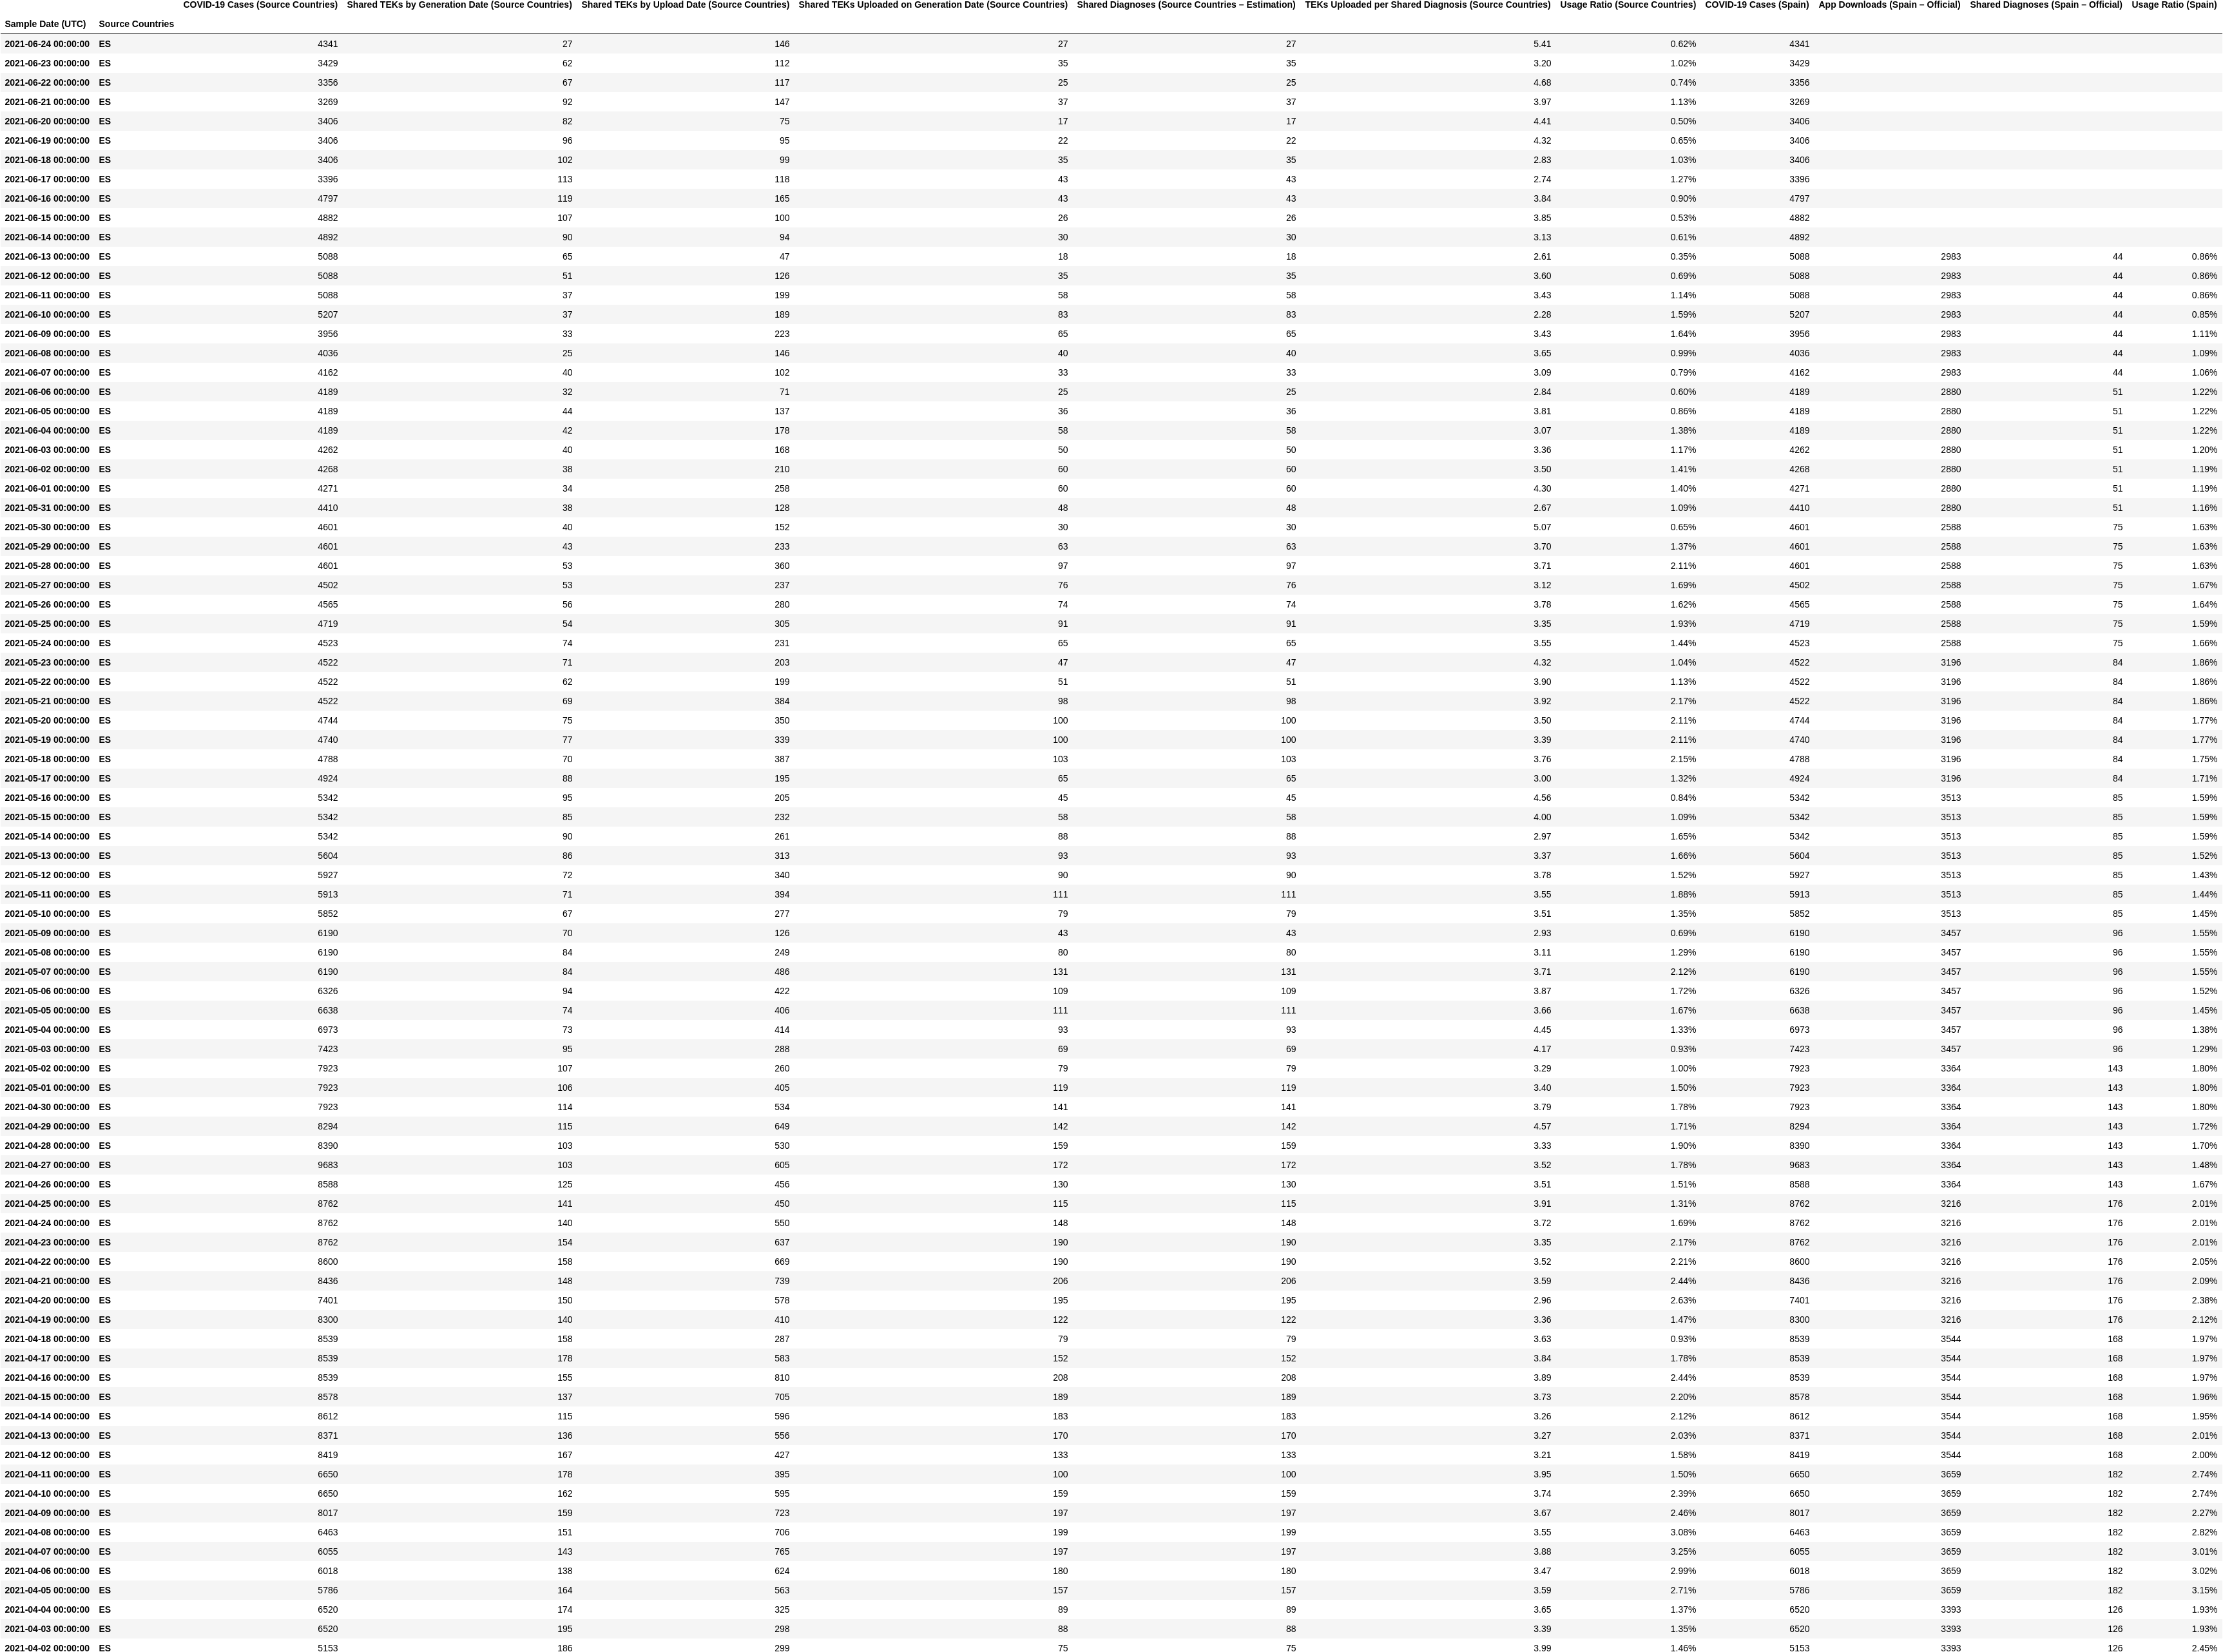 COVID-19 Cases (Source Countries) Shared TEKs by Generation Date (Source Countries) Shared TEKs by Upload Date (Source Countries) Shared TEKs Uploaded on Generation Date (Source Countries) Shared Diagnoses (Source Countries – Estimation) TEKs Uploaded per Shared Diagnosis (Source Countries) Usage Ratio (Source Countries) COVID-19 Cases (Spain) App Downloads (Spain – Official) Shared Diagnoses (Spain – Official) Usage Ratio (Spain)
Sample Date (UTC) Source Countries
2021-06-24 00:00:00 ES 4341 27 146 27 27 5.41 0.62% 4341
2021-06-23 00:00:00 ES 3429 62 112 35 35 3.20 1.02% 3429
2021-06-22 00:00:00 ES 3356 67 117 25 25 4.68 0.74% 3356
2021-06-21 00:00:00 ES 3269 92 147 37 37 3.97 1.13% 3269
2021-06-20 00:00:00 ES 3406 82 75 17 17 4.41 0.50% 3406
2021-06-19 00:00:00 ES 3406 96 95 22 22 4.32 0.65% 3406
2021-06-18 00:00:00 ES 3406 102 99 35 35 2.83 1.03% 3406
2021-06-17 00:00:00 ES 3396 113 118 43 43 2.74 1.27% 3396
2021-06-16 00:00:00 ES 4797 119 165 43 43 3.84 0.90% 4797
2021-06-15 00:00:00 ES 4882 107 100 26 26 3.85 0.53% 4882
2021-06-14 00:00:00 ES 4892 90 94 30 30 3.13 0.61% 4892
2021-06-13 00:00:00 ES 5088 65 47 18 18 2.61 0.35% 5088 2983 44 0.86%
2021-06-12 00:00:00 ES 5088 51 126 35 35 3.60 0.69% 5088 2983 44 0.86%
2021-06-11 00:00:00 ES 5088 37 199 58 58 3.43 1.14% 5088 2983 44 0.86%
2021-06-10 00:00:00 ES 5207 37 189 83 83 2.28 1.59% 5207 2983 44 0.85%
2021-06-09 00:00:00 ES 3956 33 223 65 65 3.43 1.64% 3956 2983 44 1.11%
2021-06-08 00:00:00 ES 4036 25 146 40 40 3.65 0.99% 4036 2983 44 1.09%
2021-06-07 00:00:00 ES 4162 40 102 33 33 3.09 0.79% 4162 2983 44 1.06%
2021-06-06 00:00:00 ES 4189 32 71 25 25 2.84 0.60% 4189 2880 51 1.22%
2021-06-05 00:00:00 ES 4189 44 137 36 36 3.81 0.86% 4189 2880 51 1.22%
2021-06-04 00:00:00 ES 4189 42 178 58 58 3.07 1.38% 4189 2880 51 1.22%
2021-06-03 00:00:00 ES 4262 40 168 50 50 3.36 1.17% 4262 2880 51 1.20%
2021-06-02 00:00:00 ES 4268 38 210 60 60 3.50 1.41% 4268 2880 51 1.19%
2021-06-01 00:00:00 ES 4271 34 258 60 60 4.30 1.40% 4271 2880 51 1.19%
2021-05-31 00:00:00 ES 4410 38 128 48 48 2.67 1.09% 4410 2880 51 1.16%
2021-05-30 00:00:00 ES 4601 40 152 30 30 5.07 0.65% 4601 2588 75 1.63%
2021-05-29 00:00:00 ES 4601 43 233 63 63 3.70 1.37% 4601 2588 75 1.63%
2021-05-28 00:00:00 ES 4601 53 360 97 97 3.71 2.11% 4601 2588 75 1.63%
2021-05-27 00:00:00 ES 4502 53 237 76 76 3.12 1.69% 4502 2588 75 1.67%
2021-05-26 00:00:00 ES 4565 56 280 74 74 3.78 1.62% 4565 2588 75 1.64%
2021-05-25 00:00:00 ES 4719 54 305 91 91 3.35 1.93% 4719 2588 75 1.59%
2021-05-24 00:00:00 ES 4523 74 231 65 65 3.55 1.44% 4523 2588 75 1.66%
2021-05-23 00:00:00 ES 4522 71 203 47 47 4.32 1.04% 4522 3196 84 1.86%
2021-05-22 00:00:00 ES 4522 62 199 51 51 3.90 1.13% 4522 3196 84 1.86%
2021-05-21 00:00:00 ES 4522 69 384 98 98 3.92 2.17% 4522 3196 84 1.86%
2021-05-20 00:00:00 ES 4744 75 350 100 100 3.50 2.11% 4744 3196 84 1.77%
2021-05-19 00:00:00 ES 4740 77 339 100 100 3.39 2.11% 4740 3196 84 1.77%
2021-05-18 00:00:00 ES 4788 70 387 103 103 3.76 2.15% 4788 3196 84 1.75%
2021-05-17 00:00:00 ES 4924 88 195 65 65 3.00 1.32% 4924 3196 84 1.71%
2021-05-16 00:00:00 ES 5342 95 205 45 45 4.56 0.84% 5342 3513 85 1.59%
2021-05-15 00:00:00 ES 5342 85 232 58 58 4.00 1.09% 5342 3513 85 1.59%
2021-05-14 00:00:00 ES 5342 90 261 88 88 2.97 1.65% 5342 3513 85 1.59%
2021-05-13 00:00:00 ES 5604 86 313 93 93 3.37 1.66% 5604 3513 85 1.52%
2021-05-12 00:00:00 ES 5927 72 340 90 90 3.78 1.52% 5927 3513 85 1.43%
2021-05-11 00:00:00 ES 5913 71 394 111 111 3.55 1.88% 5913 3513 85 1.44%
2021-05-10 00:00:00 ES 5852 67 277 79 79 3.51 1.35% 5852 3513 85 1.45%
2021-05-09 00:00:00 ES 6190 70 126 43 43 2.93 0.69% 6190 3457 96 1.55%
2021-05-08 00:00:00 ES 6190 84 249 80 80 3.11 1.29% 6190 3457 96 1.55%
2021-05-07 00:00:00 ES 6190 84 486 131 131 3.71 2.12% 6190 3457 96 1.55%
2021-05-06 00:00:00 ES 6326 94 422 109 109 3.87 1.72% 6326 3457 96 1.52%
2021-05-05 00:00:00 ES 6638 74 406 111 111 3.66 1.67% 6638 3457 96 1.45%
2021-05-04 00:00:00 ES 6973 73 414 93 93 4.45 1.33% 6973 3457 96 1.38%
2021-05-03 00:00:00 ES 7423 95 288 69 69 4.17 0.93% 7423 3457 96 1.29%
2021-05-02 00:00:00 ES 7923 107 260 79 79 3.29 1.00% 7923 3364 143 1.80%
2021-05-01 00:00:00 ES 7923 106 405 119 119 3.40 1.50% 7923 3364 143 1.80%
2021-04-30 00:00:00 ES 7923 114 534 141 141 3.79 1.78% 7923 3364 143 1.80%
2021-04-29 00:00:00 ES 8294 115 649 142 142 4.57 1.71% 8294 3364 143 1.72%
2021-04-28 00:00:00 ES 8390 103 530 159 159 3.33 1.90% 8390 3364 143 1.70%
2021-04-27 00:00:00 ES 9683 103 605 172 172 3.52 1.78% 9683 3364 143 1.48%
2021-04-26 00:00:00 ES 8588 125 456 130 130 3.51 1.51% 8588 3364 143 1.67%
2021-04-25 00:00:00 ES 8762 141 450 115 115 3.91 1.31% 8762 3216 176 2.01%
2021-04-24 00:00:00 ES 8762 140 550 148 148 3.72 1.69% 8762 3216 176 2.01%
2021-04-23 00:00:00 ES 8762 154 637 190 190 3.35 2.17% 8762 3216 176 2.01%
2021-04-22 00:00:00 ES 8600 158 669 190 190 3.52 2.21% 8600 3216 176 2.05%
2021-04-21 00:00:00 ES 8436 148 739 206 206 3.59 2.44% 8436 3216 176 2.09%
2021-04-20 00:00:00 ES 7401 150 578 195 195 2.96 2.63% 7401 3216 176 2.38%
2021-04-19 00:00:00 ES 8300 140 410 122 122 3.36 1.47% 8300 3216 176 2.12%
2021-04-18 00:00:00 ES 8539 158 287 79 79 3.63 0.93% 8539 3544 168 1.97%
2021-04-17 00:00:00 ES 8539 178 583 152 152 3.84 1.78% 8539 3544 168 1.97%
2021-04-16 00:00:00 ES 8539 155 810 208 208 3.89 2.44% 8539 3544 168 1.97%
2021-04-15 00:00:00 ES 8578 137 705 189 189 3.73 2.20% 8578 3544 168 1.96%
2021-04-14 00:00:00 ES 8612 115 596 183 183 3.26 2.12% 8612 3544 168 1.95%
2021-04-13 00:00:00 ES 8371 136 556 170 170 3.27 2.03% 8371 3544 168 2.01%
2021-04-12 00:00:00 ES 8419 167 427 133 133 3.21 1.58% 8419 3544 168 2.00%
2021-04-11 00:00:00 ES 6650 178 395 100 100 3.95 1.50% 6650 3659 182 2.74%
2021-04-10 00:00:00 ES 6650 162 595 159 159 3.74 2.39% 6650 3659 182 2.74%
2021-04-09 00:00:00 ES 8017 159 723 197 197 3.67 2.46% 8017 3659 182 2.27%
2021-04-08 00:00:00 ES 6463 151 706 199 199 3.55 3.08% 6463 3659 182 2.82%
2021-04-07 00:00:00 ES 6055 143 765 197 197 3.88 3.25% 6055 3659 182 3.01%
2021-04-06 00:00:00 ES 6018 138 624 180 180 3.47 2.99% 6018 3659 182 3.02%
2021-04-05 00:00:00 ES 5786 164 563 157 157 3.59 2.71% 5786 3659 182 3.15%
2021-04-04 00:00:00 ES 6520 174 325 89 89 3.65 1.37% 6520 3393 126 1.93%
2021-04-03 00:00:00 ES 6520 195 298 88 88 3.39 1.35% 6520 3393 126 1.93%
2021-04-02 00:00:00 ES 5153 186 299 75 75 3.99 1.46% 5153 3393 126 2.45%